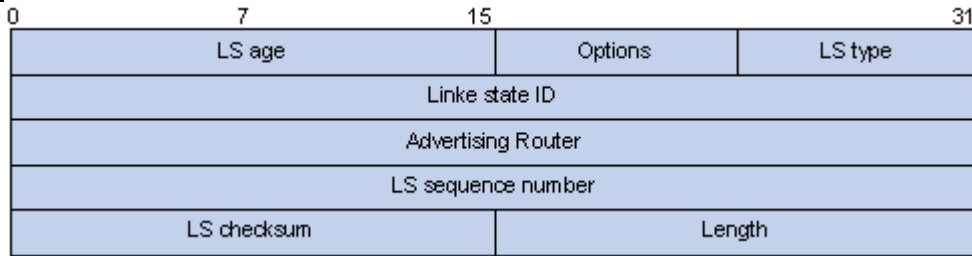 0 7 15 31
LS age Options LS type
Linke state ID
Advertising Router
LS sequence number
LS checksum Length